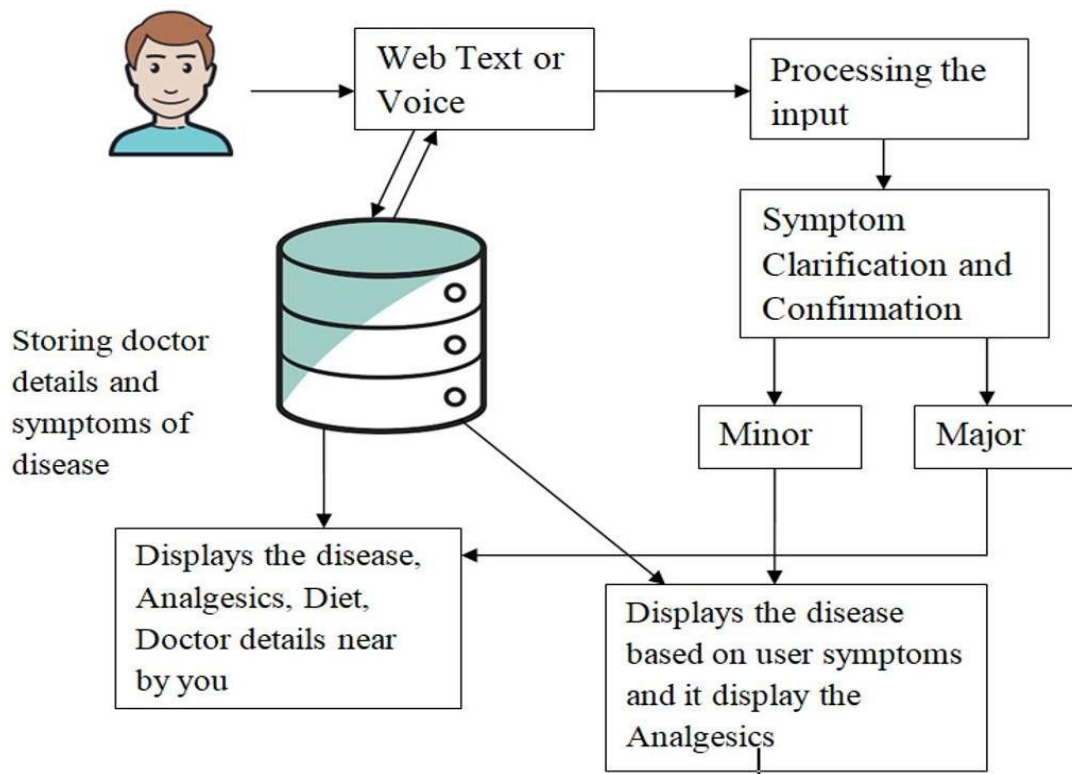 Web Text or
Voice
Processing the
input
Symptom
Clarification and
Confirmation
Storing doctor
details and
symptoms of
disease
Minor
Major
Displays the disease,
Analgesics, Diet,
Doctor details near
by you
Displays the disease
based on user symptoms
and it display the
Analgesics